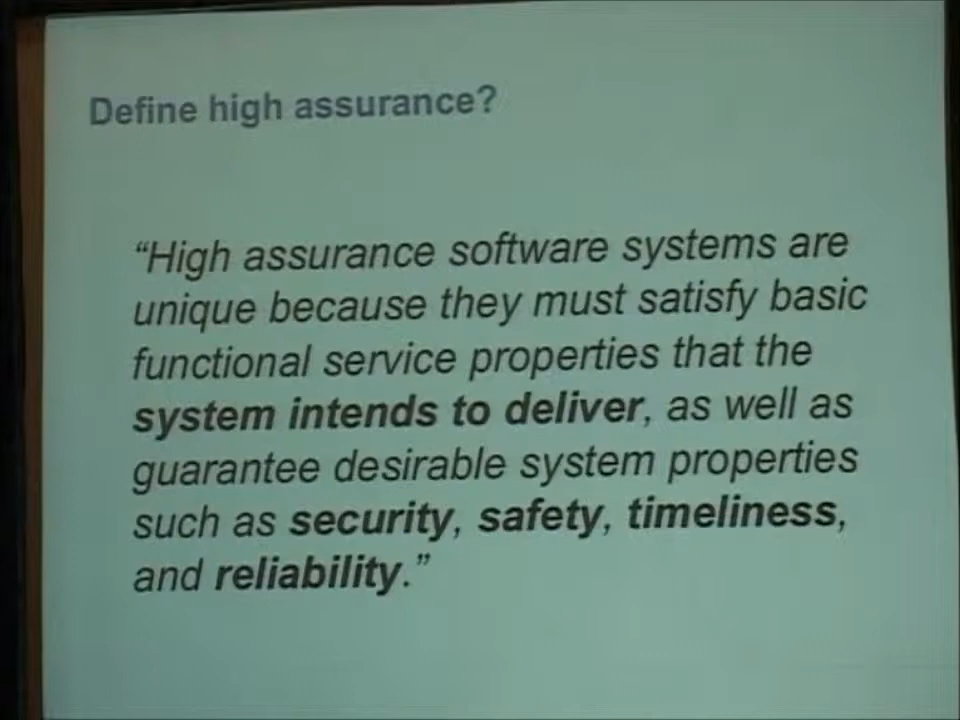 Define high assurance?
“High assurance software systems are
unique because they must satisfy basic
functional service properties that the
system intends to deliver, as well as
guarantee desirable system properties
such as security, safety, timeliness,
and reliability.”